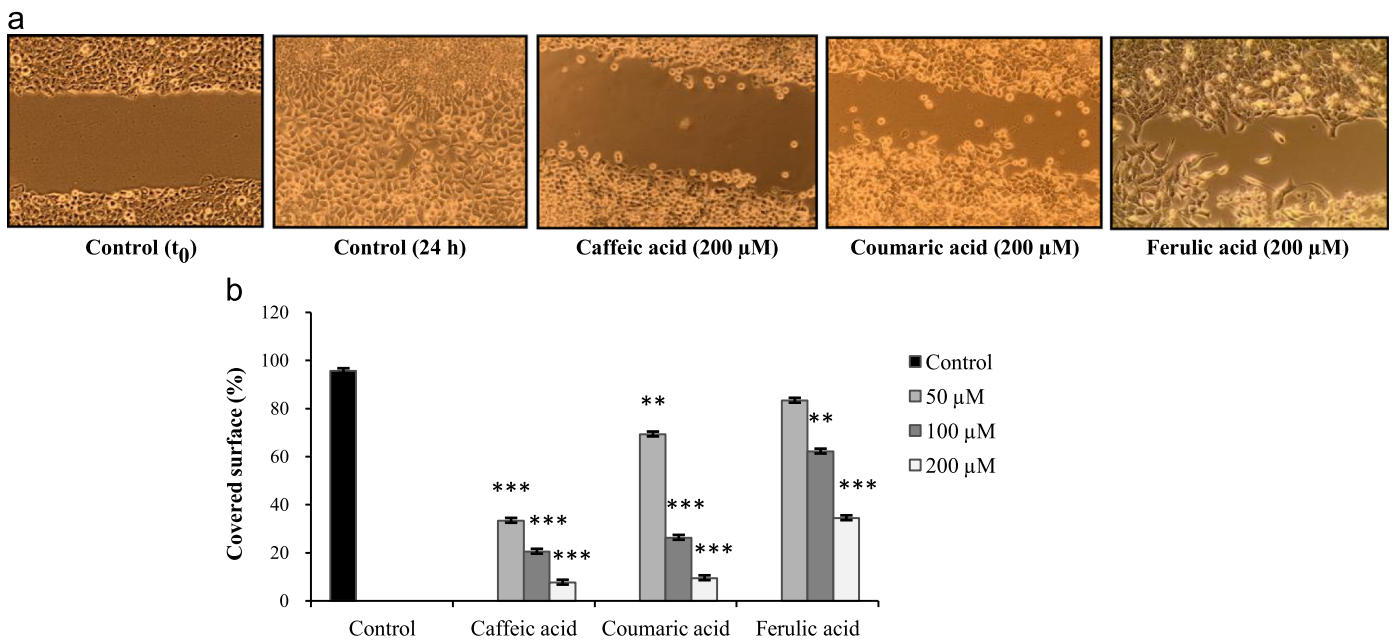 a
Control (t0)
Control (24 h)
Caffeic acid (200 µM)
Coumaric acid (200 µM)
Ferulic acid (200 µM)
b
120
100
80
60
40
20
0
Covered surface (%)
***
***
***
**
***
***
**
***
Control
50 µM
100 µM
200 µM
Control
Caffeic acid
Coumaric acid
Ferulic acid